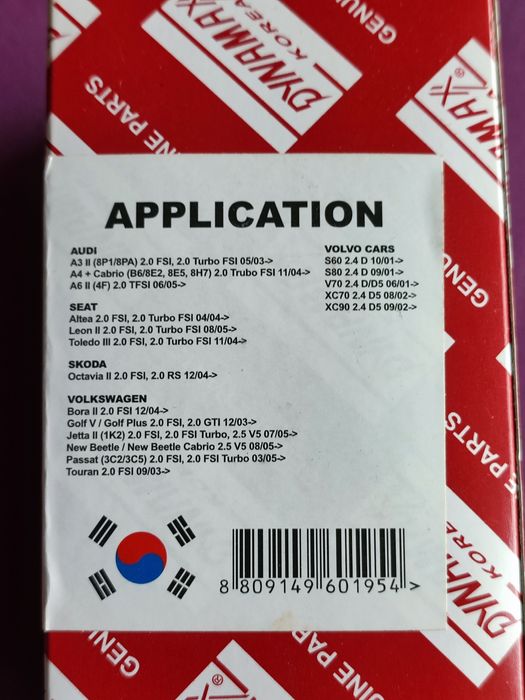 DYNAMAX
KOREA
GENUINE PARTS
APPLICATION
AUDI
A3 II (8P1/8PA) 2.0 FSI, 2.0 Turbo FSI 05/03->
A4 + Cabrio (B6/8E2, 8E5, 8H7) 2.0 Trubo FSI 11/04->
A6 II (4F) 2.0 TFSI 06/05->
SEAT
Altea 2.0 FSI, 2.0 Turbo FSI 04/04->
Leon II 2.0 FSI, 2.0 Turbo FSI 08/05->
Toledo III 2.0 FSI, 2.0 Turbo FSI 11/04->
SKODA
Octavia II 2.0 FSI, 2.0 RS 12/04->
VOLKSWAGEN
Bora II 2.0 FSI 12/04->
Golf V / Golf Plus 2.0 FSI, 2.0 GTI 12/03->
Jetta II (1K2) 2.0 FSI, 2.0 FSI Turbo, 2.5 V5 07/05->
New Beetle / New Beetle Cabrio 2.5 V5 08/05->
Passat (3C2/3C5) 2.0 FSI, 2.0 FSI Turbo 03/05->
Touran 2.0 FSI 09/03->
VOLVO CARS
S60 2.4 D 10/01->
S80 2.4 D 09/01->
V70 2.4 D/D5 06/01->
XC70 2.4 D5 08/02->
XC90 2.4 D5 09/02->
8 809149 601954 >
DYNAMAX
KOREA
GENUINE PARTS